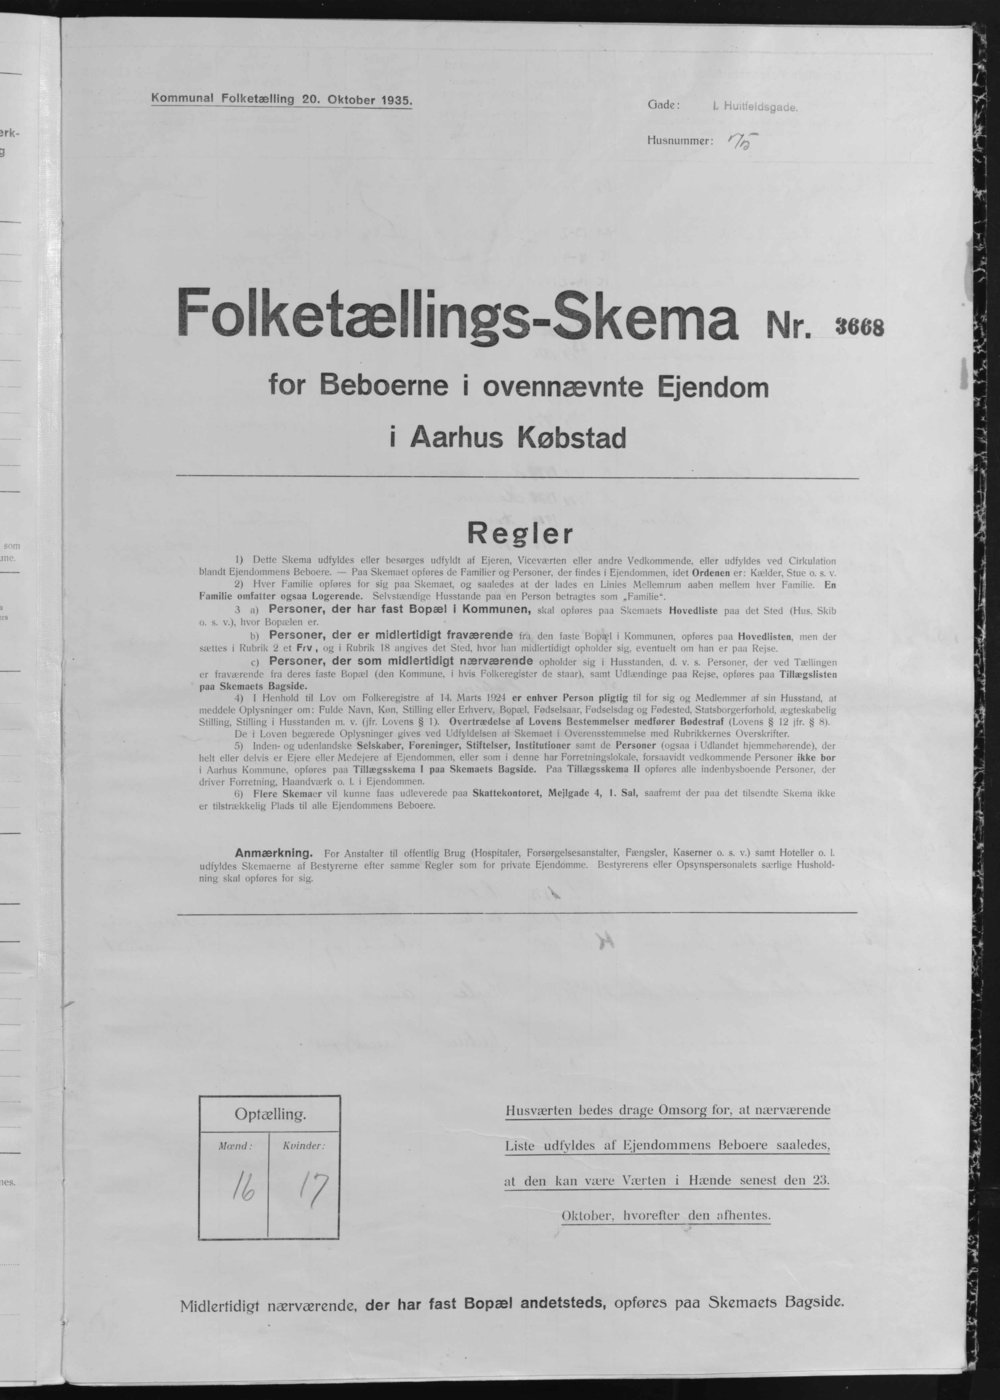 Kommunal Folketælling 20. Oktober 1935.
Gade: I. Huitfeldsgade.
Husnummer: 75
Folketællings-Skema Nr. 3668
for Beboerne i ovennævnte Ejendom
i Aarhus Købstad
Regler
1) Dette Skema udfyldes eller besørges udfyldt af Ejeren, Viceværten eller andre Vedkommende, eller udfyldes ved Cirkulation
blandt Ejendommens Beboere. — Paa Skemaet opføres de Familier og Personer, der findes i Ejendommen, idet Ordenen er: Kælder, Stue o. s. v.
2) Hver Familie opføres for sig paa Skemaet, og saaledes at der lades en Linies Mellemrum aaben mellem hver Familie. En
Familie omfatter ogsaa Logerende. Selvstændige Husstande paa en Person betragtes som „Familie“.
3 a) Personer, der har fast Bopæl i Kommunen, skal opføres paa Skemaets Hovedliste paa det Sted (Hus, Skib
o. s. v.), hvor Bopælen er.
b) Personer, der er midlertidigt fraværende fra den faste Bopæl i Kommunen, opføres paa Hovedlisten, men der
sættes i Rubrik 2 et Frv, og i Rubrik 18 angives det Sted, hvor han midlertidigt opholder sig, eventuelt om han er paa Rejse.
c) Personer, der som midlertidigt nærværende opholder sig i Husstanden, d. v. s. Personer, der ved Tællingen
er fraværende fra deres faste Bopæl (den Kommune, i hvis Folkeregister de staar), samt Udlændinge paa Rejse, opføres paa Tillægslisten
paa Skemaets Bagside.
4) I Henhold til Lov om Folkeregistre af 14. Marts 1924 er enhver Person pligtig til for sig og Medlemmer af sin Husstand, at
meddele Oplysninger om: Fulde Navn, Køn, Stilling eller Erhverv, Bopæl, Fødselsaar, Fødselsdag og Fødested, Statsborgerforhold, ægteskabelig
Stilling, Stilling i Husstanden m. v. (jfr. Lovens § 1). Overtrædelse af Lovens Bestemmelser medfører Bødestraf (Lovens § 12 jfr. § 8).
De i Loven begærede Oplysninger gives ved Udfyldelsen af Skemaet i Overensstemmelse med Rubrikkernes Overskrifter.
5) Inden- og udenlandske Selskaber, Foreninger, Stiftelser, Institutioner samt de Personer (ogsaa i Udlandet hjemmehørende), der
helt eller delvis er Ejere eller Medejere af Ejendommen, eller som i denne har Forretningslokale, forsaavidt vedkommende Personer ikke bor
i Aarhus Kommune, opføres paa Tillægsskema I paa Skemaets Bagside. Paa Tillægsskema II opføres alle indenbysboende Personer, der
driver Forretning, Haandværk o. l. i Ejendommen.
6) Flere Skemaer vil kunne faas udleverede paa Skattekontoret, Mejlgade 4, 1. Sal, saafremt der paa det tilsendte Skema ikke
er tilstrækkelig Plads til alle Ejendommens Beboere.
Anmærkning. For Anstalter til offentlig Brug (Hospitaler, Forsørgelsesanstalter, Fængsler, Kaserner o. s. v.) samt Hoteller o. l.
udfyldes Skemaerne af Bestyrerne efter samme Regler som for private Ejendomme. Bestyrerens eller Opsynspersonalets særlige Hushold-
ning skal opføres for sig.
Optælling.
Mænd: Kvinder:
16 17
Husværten bedes drage Omsorg for, at nærværende
Liste udfyldes af Ejendommens Beboere saaledes,
at den kan være Værten i Hænde senest den 23.
Oktober, hvorefter den afhentes.
Midlertidigt nærværende, der har fast Bopæl andetsteds, opføres paa Skemaets Bagside.